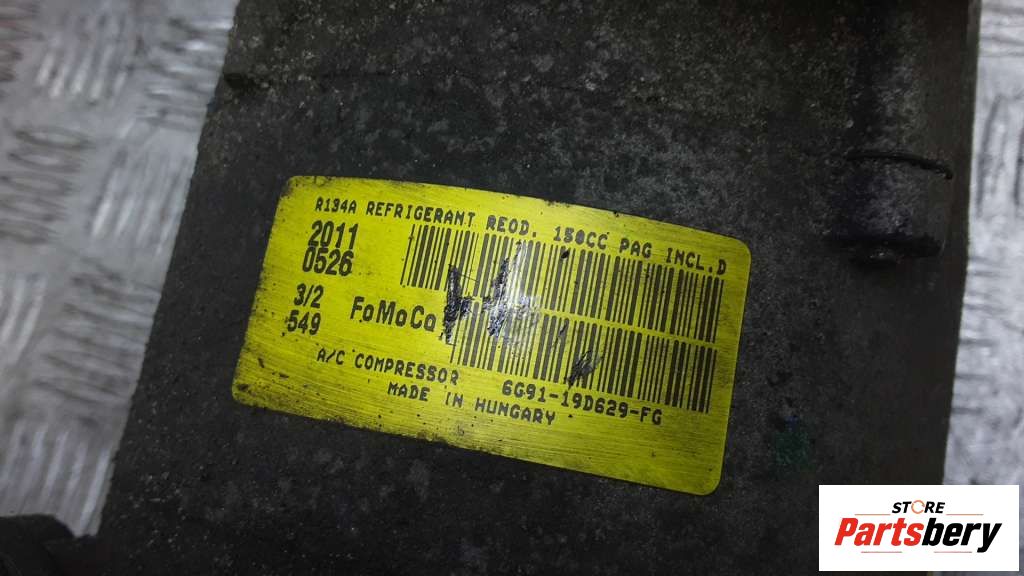 R134A REFRIGERANT REQD. 150CC PAG INCL.D
2011
0526
3/2
549
FoMoCo
A/C COMPRESSOR 6G91-19D629-FG
MADE IN HUNGARY
STORE
Partsbery